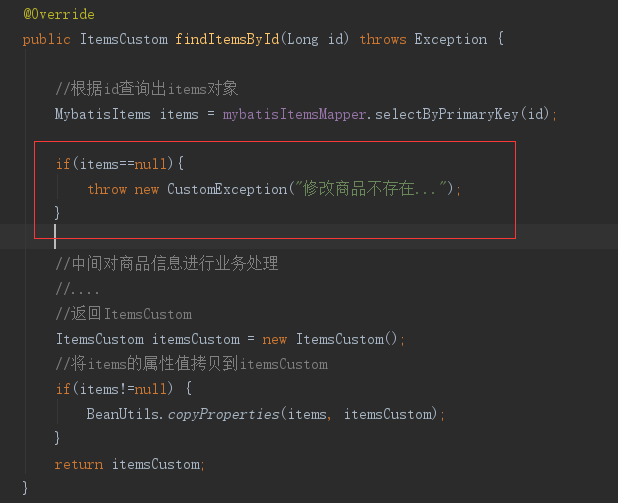 @Override
public ItemsCustom findItemsById(Long id) throws Exception {
//根据id查询出items对象
MybatisItems items = mybatisItemsMapper.selectByPrimaryKey(id);
if(items==null){
throw new CustomException("修改商品不存在...");
}
//中间对商品信息进行业务处理
//....
//返回ItemsCustom
ItemsCustom itemsCustom = new ItemsCustom();
//将items的属性值拷贝到itemsCustom
if(items!=null) {
BeanUtils.copyProperties(items, itemsCustom);
}
return itemsCustom;
}